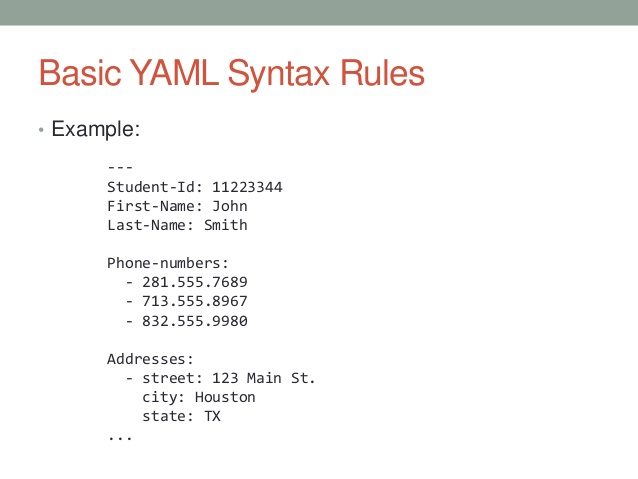 Basic YAML Syntax Rules
• Example:
---
Student-Id: 11223344
First-Name: John
Last-Name: Smith
Phone-numbers:
  - 281.555.7689
  - 713.555.8967
  - 832.555.9980
Addresses:
  - street: 123 Main St.
    city: Houston
    state: TX
...